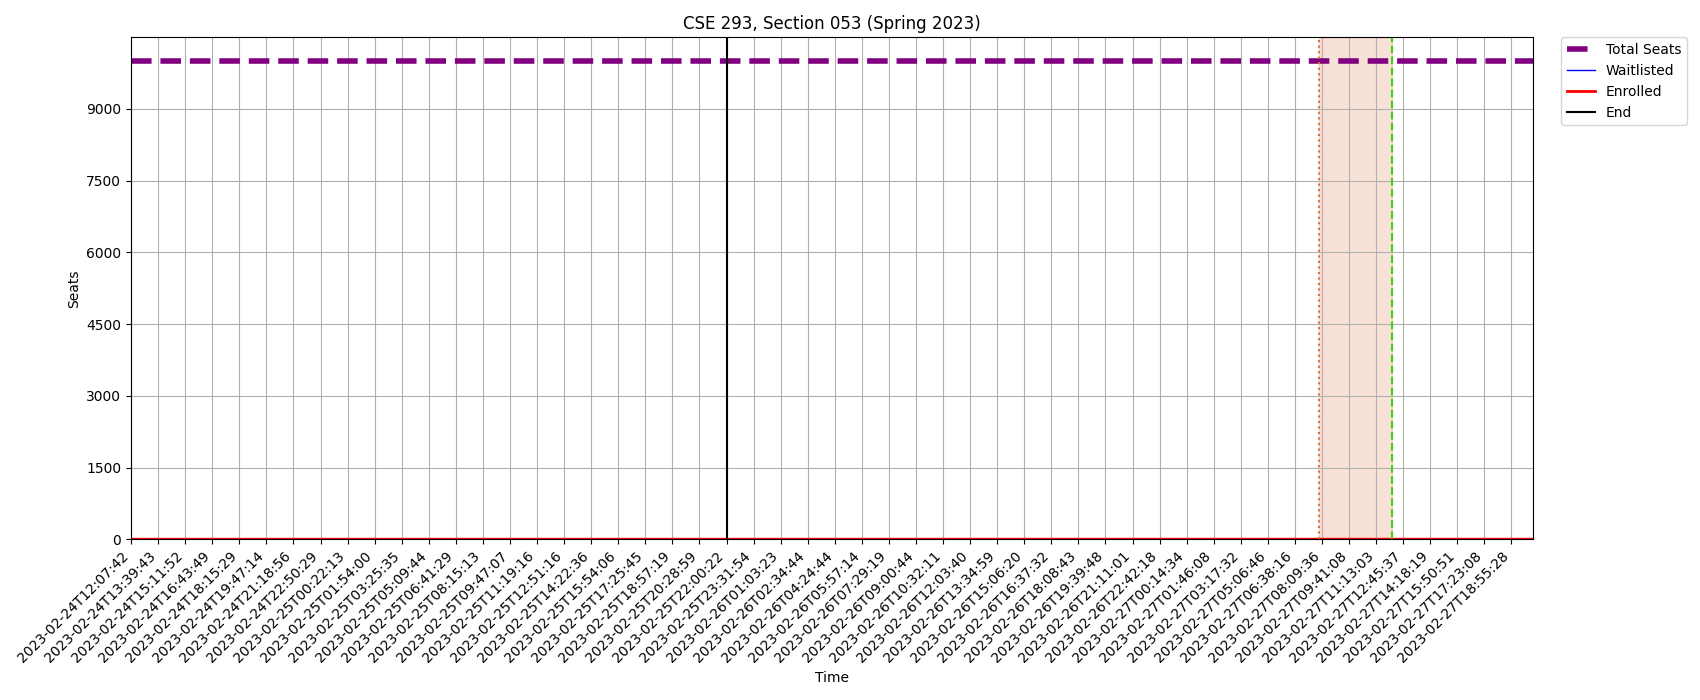 CSE 293, Section 053 (Spring 2023)
Total Seats
Waitlisted
Enrolled
End
Seats
9000
7500
6000
4500
3000
1500
0
2023-02-24T12:07:42
2023-02-24T13:39:43
2023-02-24T15:11:52
2023-02-24T16:43:49
2023-02-24T18:15:29
2023-02-24T19:47:14
2023-02-24T21:18:56
2023-02-24T22:50:29
2023-02-25T00:22:13
2023-02-25T01:54:00
2023-02-25T03:25:35
2023-02-25T05:09:44
2023-02-25T06:41:29
2023-02-25T08:15:13
2023-02-25T09:47:07
2023-02-25T11:19:16
2023-02-25T12:51:16
2023-02-25T14:22:36
2023-02-25T15:54:06
2023-02-25T17:25:45
2023-02-25T18:57:19
2023-02-25T20:28:59
2023-02-25T22:00:22
2023-02-25T23:31:54
2023-02-26T01:03:23
2023-02-26T02:34:44
2023-02-26T04:24:44
2023-02-26T05:57:14
2023-02-26T07:29:19
2023-02-26T09:00:44
2023-02-26T10:32:11
2023-02-26T12:03:40
2023-02-26T13:34:59
2023-02-26T15:06:20
2023-02-26T16:37:32
2023-02-26T18:08:43
2023-02-26T19:39:48
2023-02-26T21:11:01
2023-02-26T22:42:18
2023-02-27T00:14:34
2023-02-27T01:46:08
2023-02-27T03:17:32
2023-02-27T05:06:46
2023-02-27T06:38:16
2023-02-27T08:09:36
2023-02-27T09:41:08
2023-02-27T11:13:03
2023-02-27T12:45:37
2023-02-27T14:18:19
2023-02-27T15:50:51
2023-02-27T17:23:08
2023-02-27T18:55:28
Time